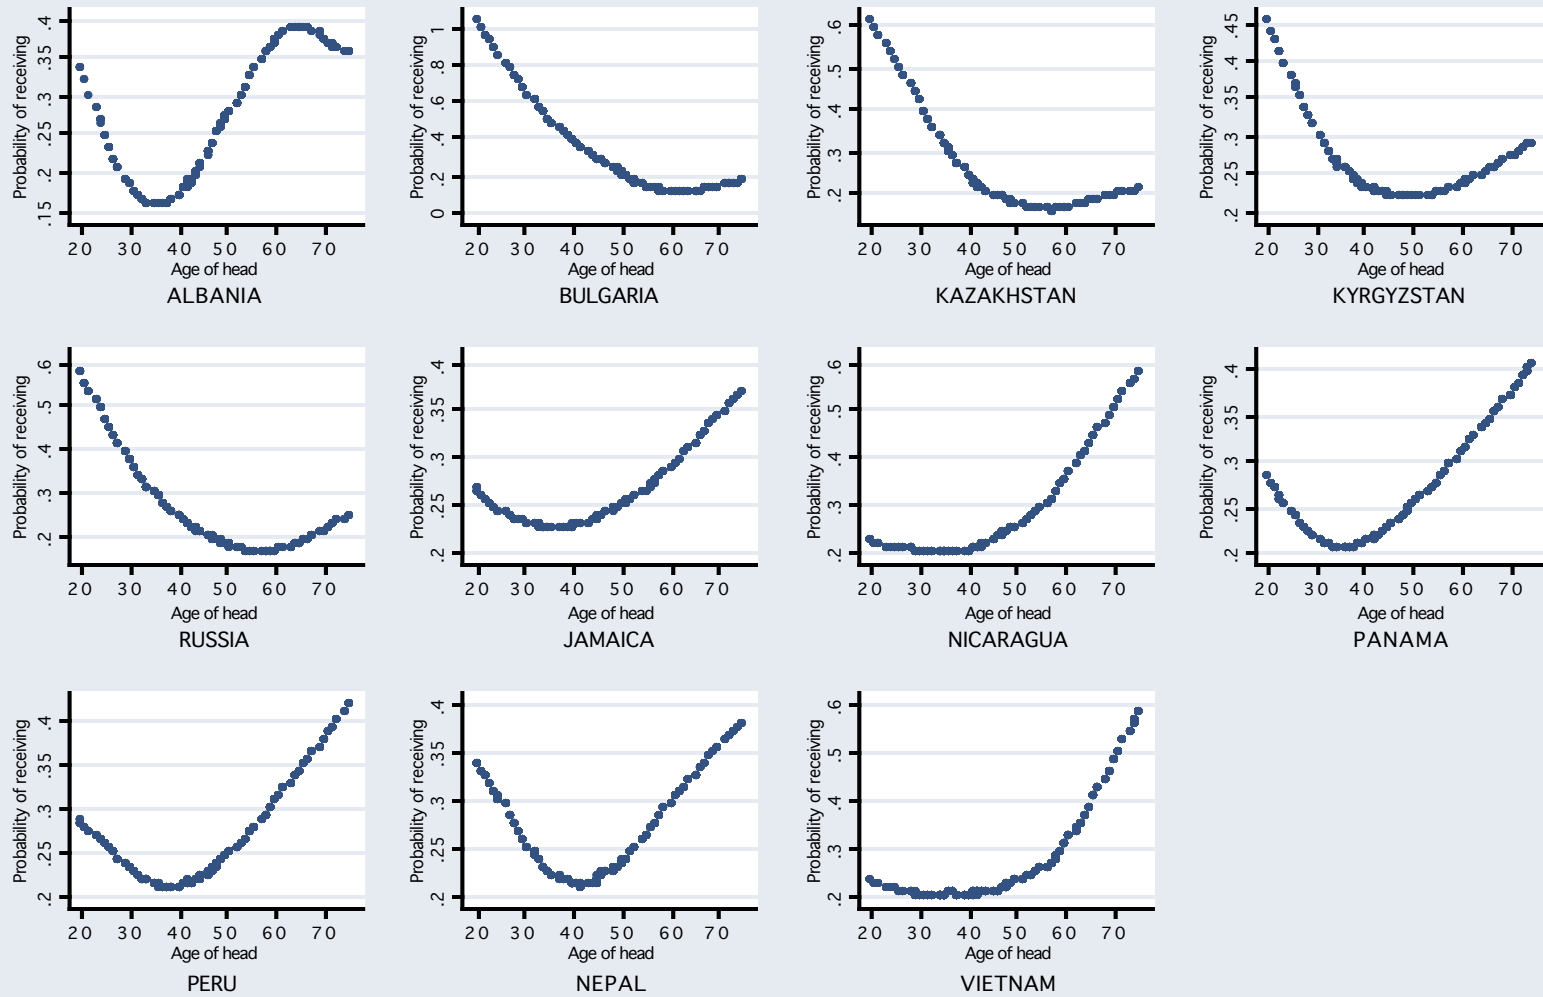 Probability of receiving
.15 .2 .25 .3 .35 .4
20 30 40 50 60 70
Age of head
ALBANIA
Probability of receiving
0 .2 .4 .6 .8 1
20 30 40 50 60 70
Age of head
BULGARIA
Probability of receiving
.2 .3 .4 .5 .6
20 30 40 50 60 70
Age of head
KAZAKHSTAN
Probability of receiving
.2 .25 .3 .35 .4 .45
20 30 40 50 60 70
Age of head
KYRGYZSTAN
Probability of receiving
.2 .3 .4 .5 .6
20 30 40 50 60 70
Age of head
RUSSIA
Probability of receiving
.2 .25 .3 .35 .4
20 30 40 50 60 70
Age of head
JAMAICA
Probability of receiving
.2 .3 .4 .5 .6
20 30 40 50 60 70
Age of head
NICARAGUA
Probability of receiving
.2 .25 .3 .35 .4
20 30 40 50 60 70
Age of head
PANAMA
Probability of receiving
.2 .25 .3 .35 .4
20 30 40 50 60 70
Age of head
PERU
Probability of receiving
.2 .25 .3 .35 .4
20 30 40 50 60 70
Age of head
NEPAL
Probability of receiving
.2 .3 .4 .5 .6
20 30 40 50 60 70
Age of head
VIETNAM